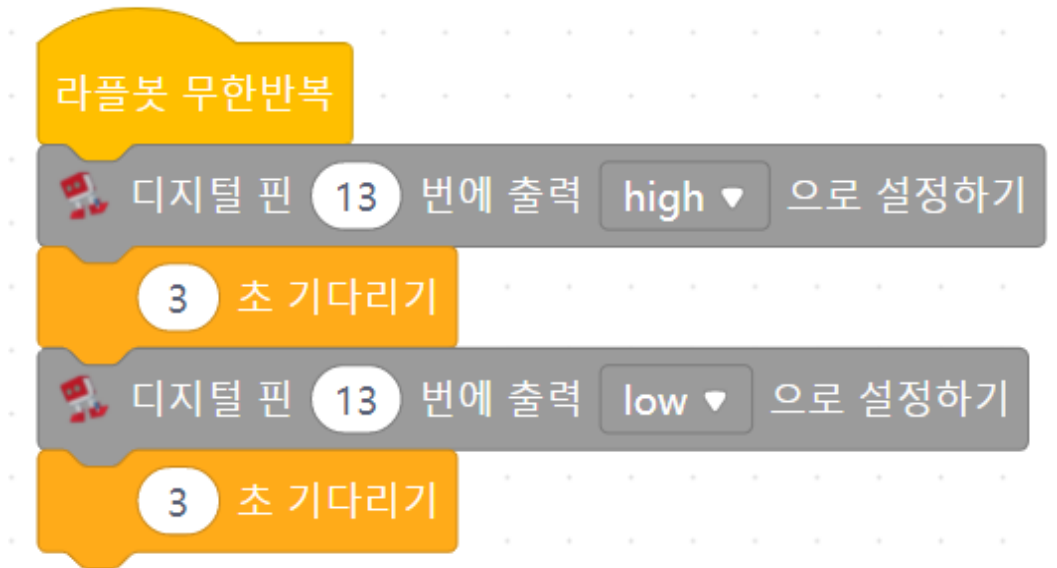 라플봇 무한반복
디지털 핀 13 번에 출력 high 으로 설정하기
3 초 기다리기
디지털 핀 13 번에 출력 low 으로 설정하기
3 초 기다리기